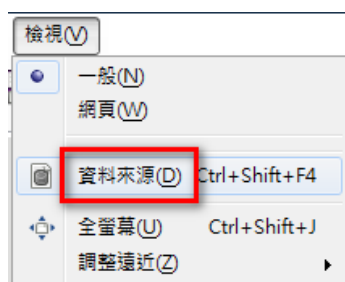 檢視(V)
一般(N)
網頁(W)
資料來源(D) Ctrl+Shift+F4
全螢幕(U) Ctrl+Shift+J
調整遠近(Z)